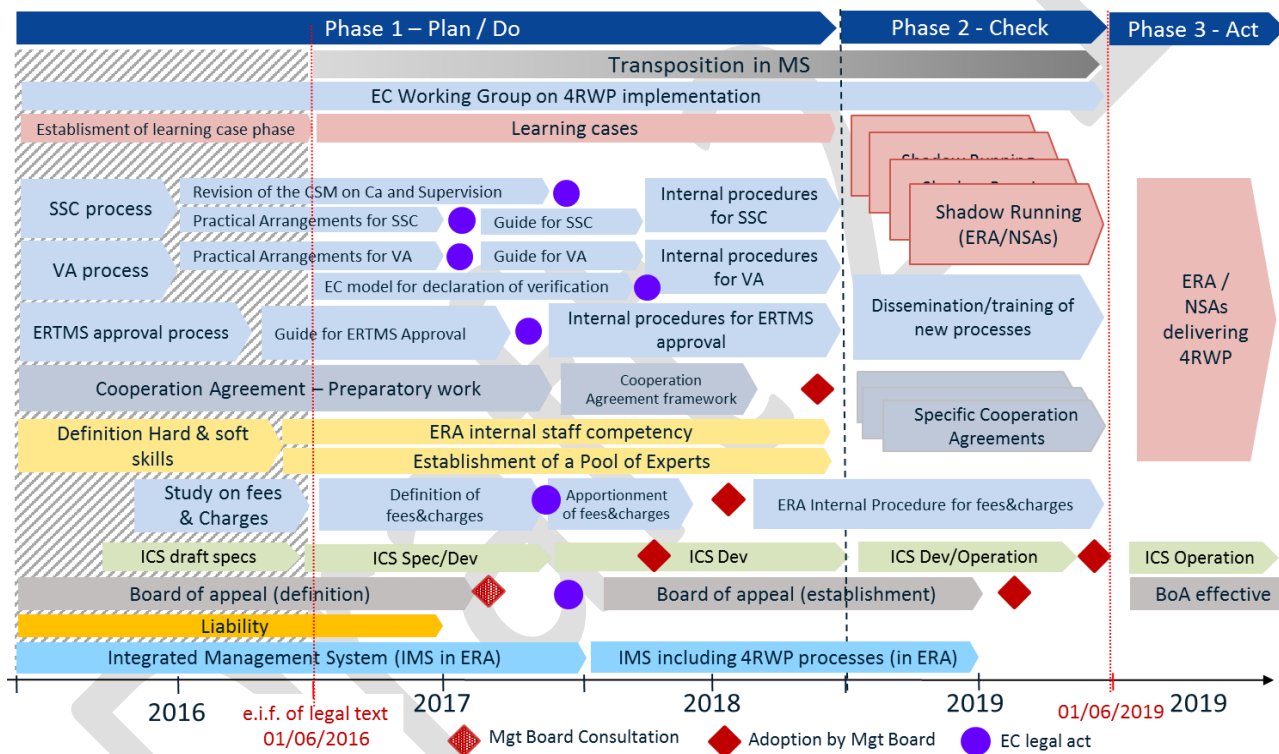 Phase 1 – Plan / Do
Phase 2 - Check
Phase 3 - Act
Transposition in MS
EC Working Group on 4RWP implementation
Establisment of learning case phase
Learning cases
Shadow Running
Shadow Running
Shadow Running
(ERA/NSAs)
SSC process
Revision of the CSM on Ca and Supervision
Practical Arrangements for SSC
Guide for SSC
Internal procedures
for SSC
VA process
Practical Arrangements for VA
Guide for VA
Internal procedures
for VA
EC model for declaration of verification
ERTMS approval process
Guide for ERTMS Approval
Internal procedures for ERTMS
approval
Dissemination/training of
new processes
ERA /
NSAs
delivering
4RWP
Cooperation Agreement – Preparatory work
Cooperation
Agreement framework
Specific Cooperation
Agreements
Definition Hard & soft
skills
ERA internal staff competency
Establishment of a Pool of Experts
Study on fees
& Charges
Definition of
fees&charges
Apportionment
of fees&charges
ERA Internal Procedure for fees&charges
ICS draft specs
ICS Spec/Dev
ICS Dev
ICS Dev/Operation
ICS Operation
Board of appeal (definition)
Board of appeal (establishment)
BoA effective
Liability
Integrated Management System (IMS in ERA)
IMS including 4RWP processes (in ERA)
2016
2017
2018
2019
2019
e.i.f. of legal text
01/06/2016
01/06/2019
Mgt Board Consultation
Adoption by Mgt Board
EC legal act